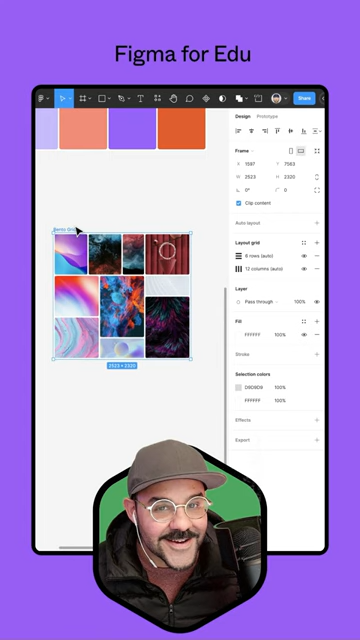 Figma for Edu
Share
Design Prototype
Frame
X 1597 Y 7563
W 2523 H 2320
0° 0
Clip content
Auto layout
Layout grid
6 rows (auto)
12 columns (auto)
Layer
Pass through 100%
Fill
FFFFFF 100%
Stroke
Selection colors
D9D9D9 100%
FFFFFF 100%
Effects
Export
2523 × 2320